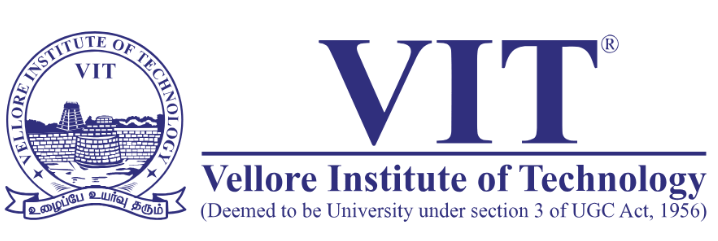 VELLORE INSTITUTE OF TECHNOLOGY
VIT
உழைப்பே உயர்வு தரும்
VIT®
Vellore Institute of Technology
(Deemed to be University under section 3 of UGC Act, 1956)